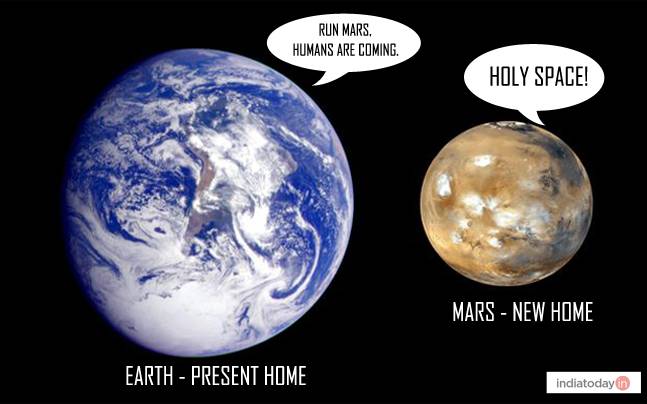 RUN MARS,
HUMANS ARE COMING.
HOLY SPACE!
MARS - NEW HOME
EARTH - PRESENT HOME
indiatoday in